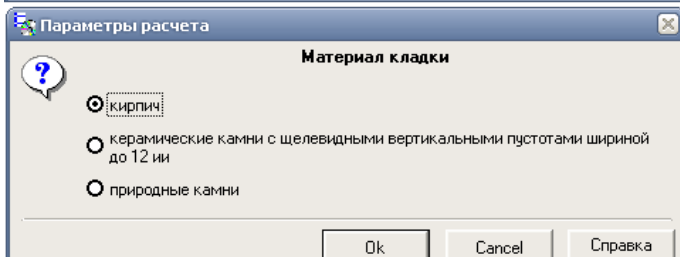 Параметры расчета
Материал кладки
кирпич
керамические камни с щелевидными вертикальными пустотами шириной
до 12 ии
природные камни
Ok Cancel Справка